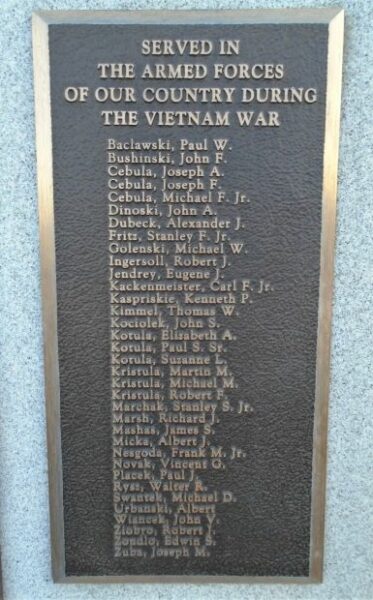 SERVED IN
THE ARMED FORCES
OF OUR COUNTRY DURING
THE VIETNAM WAR
Baclawski, Paul W.
Bushinski, John F.
Cebula, Joseph A.
Cebula, Joseph F.
Cebula, Michael F. Jr.
Dinoski, John A.
Dubeck, Alexander J.
Fritz, Stanley F. Jr.
Golenski, Michael W.
Ingersoll, Robert J.
Jendrey, Eugene J.
Kackenmeister, Carl F. Jr.
Kaspriskie, Kenneth P.
Kimmel, Thomas W.
Kociolek, John S.
Kotula, Elizabeth A.
Kotula, Paul S. Sr.
Kotula, Suzanne L.
Kristula, Martin M.
Kristula, Michael M.
Kristula, Robert F.
Marchak, Stanley S. Jr.
Marsh, Richard J.
Mashas, James S.
Micka, Albert J.
Nesgoda, Frank M. Jr.
Novak, Vincent G.
Placek, Paul J.
Rysz, Walter R.
Swantek, Michael D.
Urbanski, Albert
Wiancek, John V.
Ziobro, Robert J.
Zondlo, Edwin S.
Zuba, Joseph M.